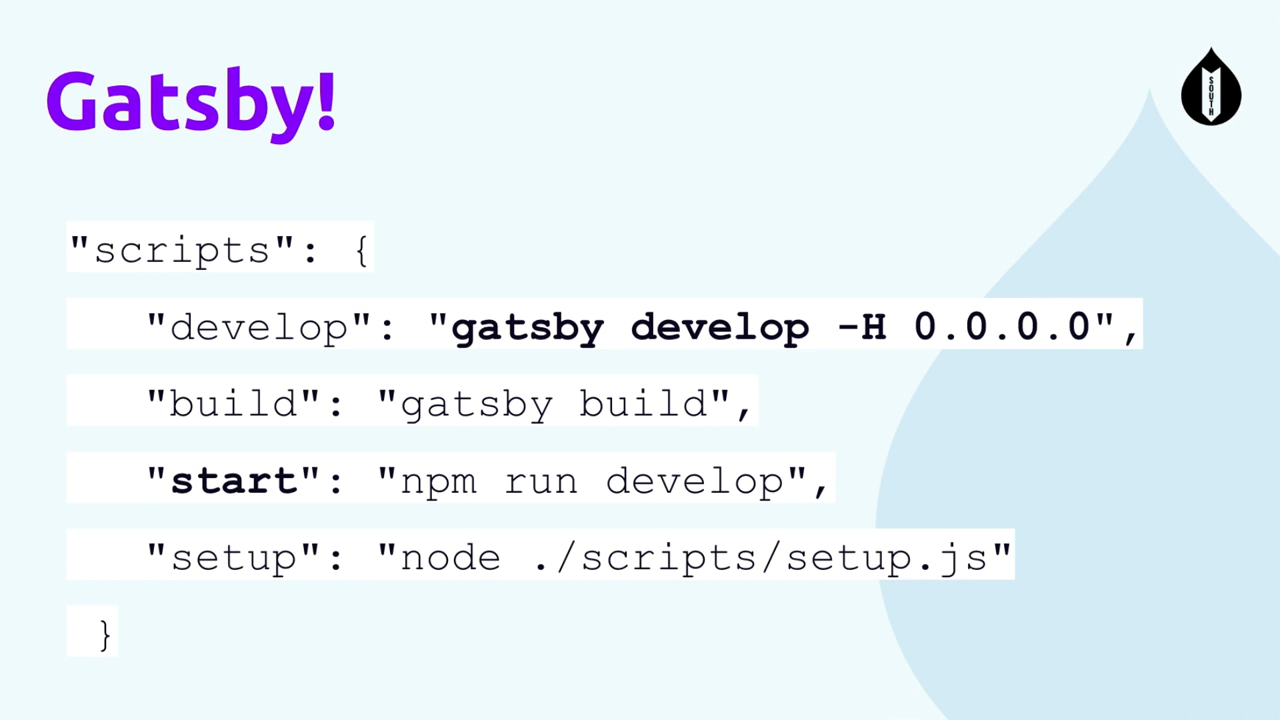 Gatsby!
SOUTH
"scripts": {
"develop": "gatsby develop -H 0.0.0.0",
"build": "gatsby build",
"start": "npm run develop",
"setup": "node ./scripts/setup.js"
}